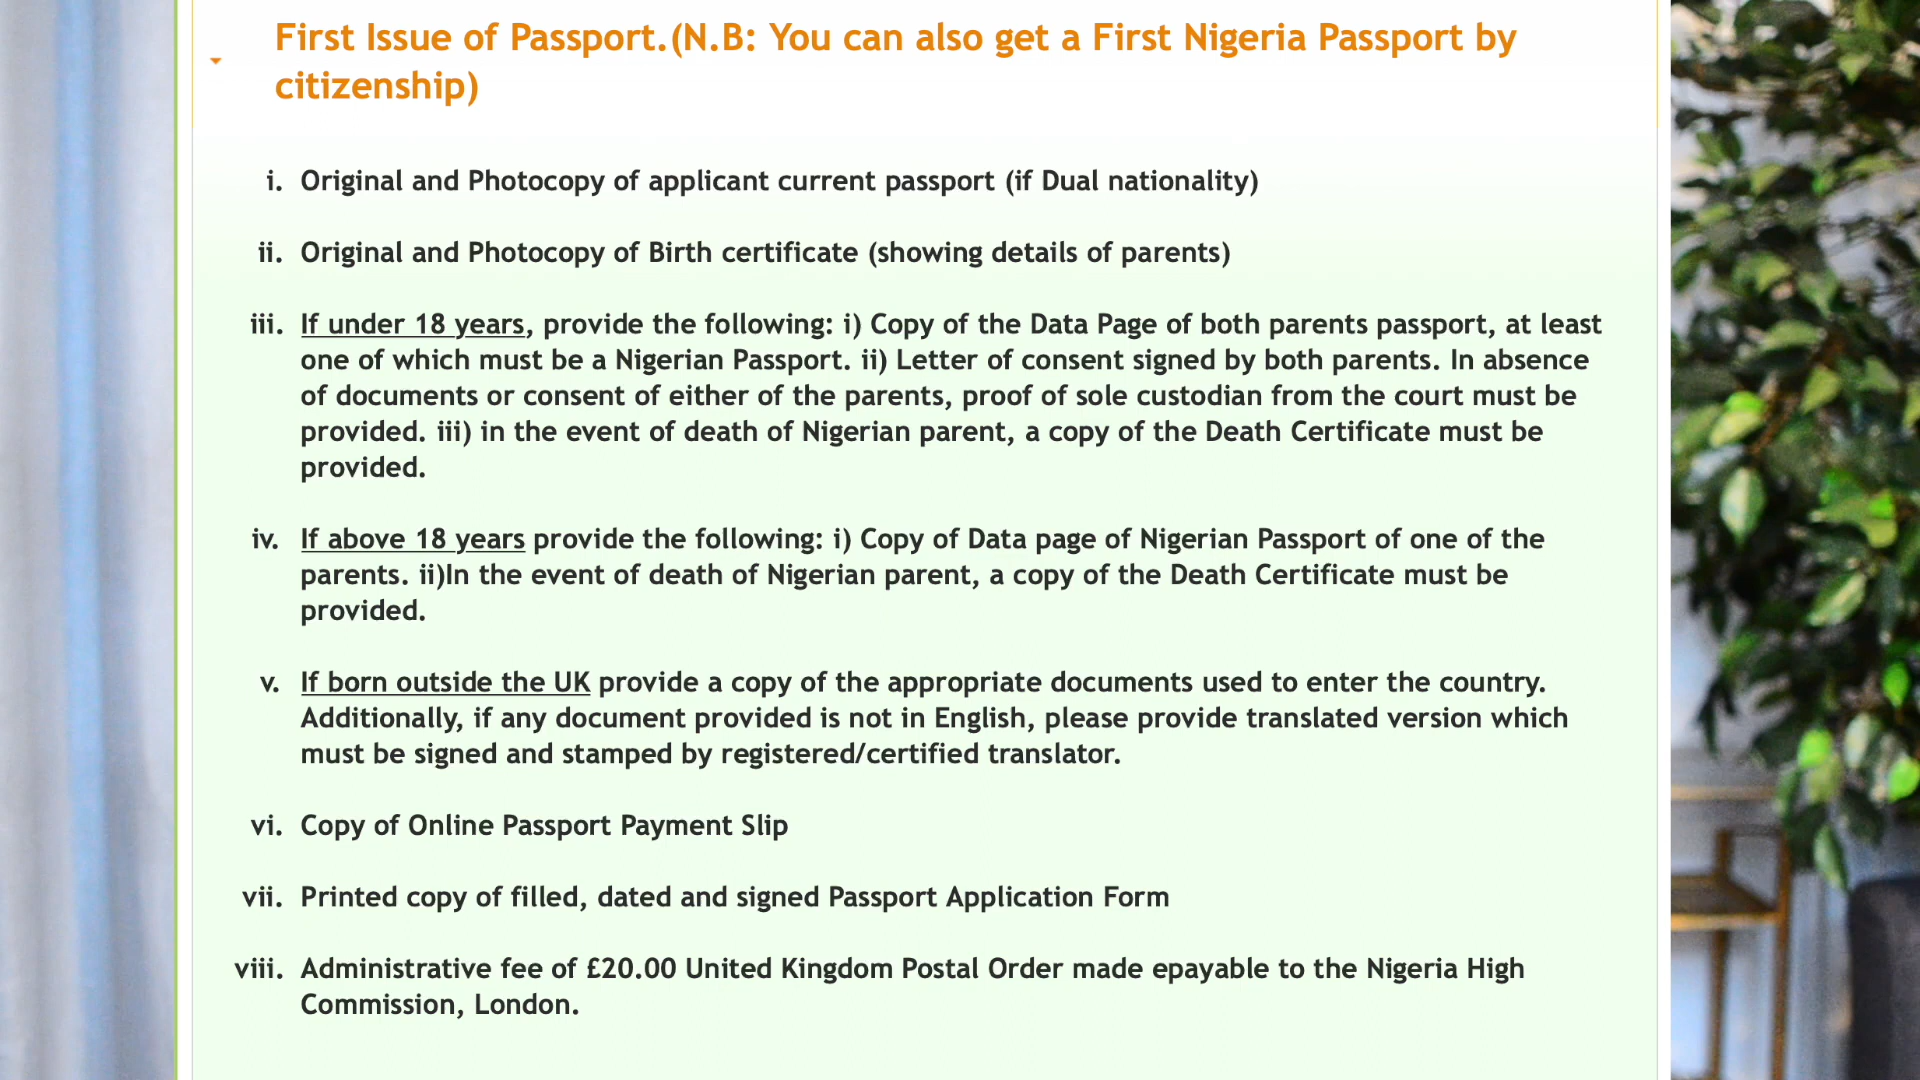 First Issue of Passport.(N.B: You can also get a First Nigeria Passport by
citizenship)
i. Original and Photocopy of applicant current passport (if Dual nationality)
ii. Original and Photocopy of Birth certificate (showing details of parents)
iii. If under 18 years, provide the following: i) Copy of the Data Page of both parents passport, at least
one of which must be a Nigerian Passport. ii) Letter of consent signed by both parents. In absence
of documents or consent of either of the parents, proof of sole custodian from the court must be
provided. iii) in the event of death of Nigerian parent, a copy of the Death Certificate must be
provided.
iv. If above 18 years provide the following: i) Copy of Data page of Nigerian Passport of one of the
parents. ii)In the event of death of Nigerian parent, a copy of the Death Certificate must be
provided.
v. If born outside the UK provide a copy of the appropriate documents used to enter the country.
Additionally, if any document provided is not in English, please provide translated version which
must be signed and stamped by registered/certified translator.
vi. Copy of Online Passport Payment Slip
vii. Printed copy of filled, dated and signed Passport Application Form
viii. Administrative fee of £20.00 United Kingdom Postal Order made epayable to the Nigeria High
Commission, London.